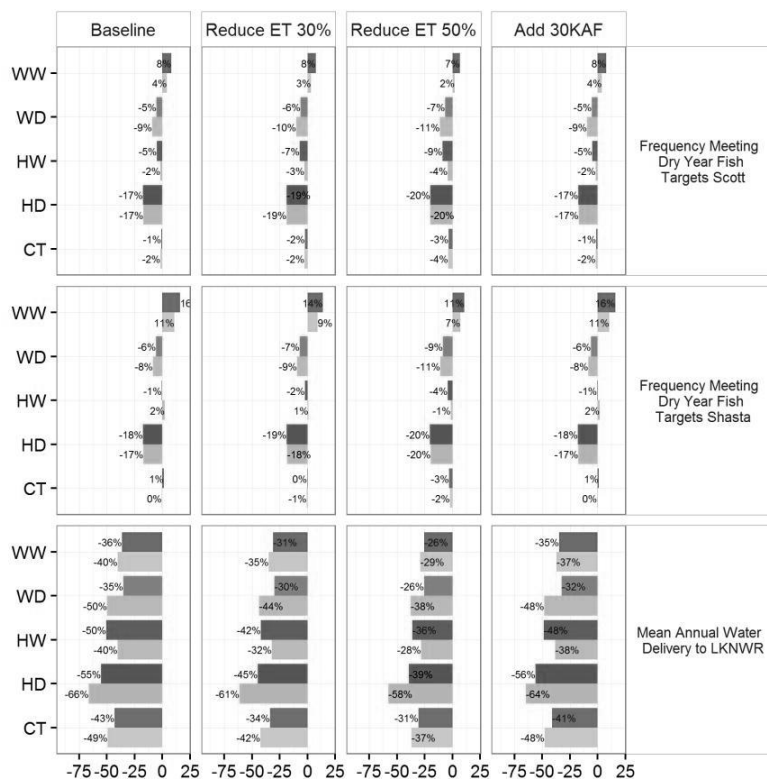 Baseline Reduce ET 30% Reduce ET 50% Add 30KAF
WW 8% 8% 7% 8%
4% 3% 2% 4%
WD -5% -6% -7% -5%
-9% -10% -11% -9%
HW -5% -7% -9% -5%
-2% -3% -4% -2%
HD -17% -19% -20% -17%
-17% -19% -20% -17%
CT -1% -2% -3% -1%
-2% -2% -4% -2%
Frequency Meeting
Dry Year Fish
Targets Scott
WW 16 14% 11% 16%
11% 9% 7% 11%
WD -6% -7% -9% -6%
-8% -9% -11% -8%
HW -1% -2% -4% -1%
2% 1% -1% 2%
HD -18% -19% -20% -18%
-17% -18% -20% -17%
CT 1% 0% -3% 1%
0% -1% -2% 0%
Frequency Meeting
Dry Year Fish
Targets Shasta
WW -36% -31% -26% -35%
-40% -35% -29% -37%
WD -35% -30% -26% -32%
-50% -44% -38% -48%
HW -50% -42% -36% -48%
-40% -32% -28% -38%
HD -55% -45% -39% -56%
-66% -61% -58% -64%
CT -43% -34% -31% -41%
-49% -42% -37% -48%
Mean Annual Water
Delivery to LKNWR
-75 -50 -25 0 25 -75 -50 -25 0 25 -75 -50 -25 0 25 -75 -50 -25 0 25